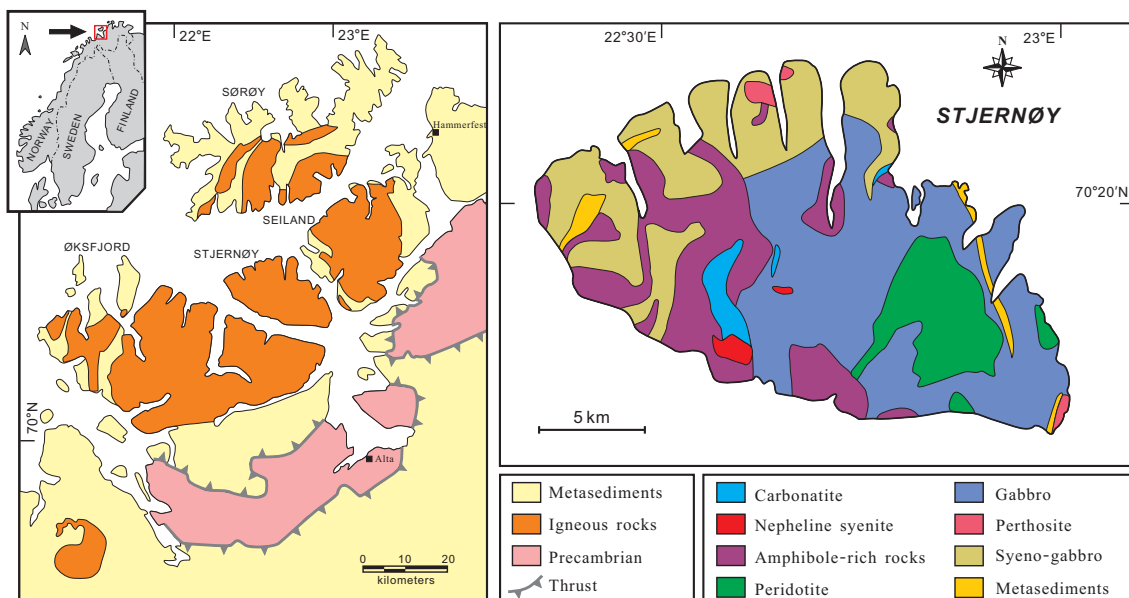 N
NORWAY
SWEDEN
FINLAND
22°E
23°E
SØRØY
Hammerfest
SEILAND
STJERNØY
ØKSFJORD
70°N
Alta
0 10 20
kilometers
Metasediments
Igneous rocks
Precambrian
Thrust
22°30′E
23°E
N
STJERNØY
70°20′N
5 km
Carbonatite
Nepheline syenite
Amphibole-rich rocks
Peridotite
Gabbro
Perthosite
Syeno-gabbro
Metasediments